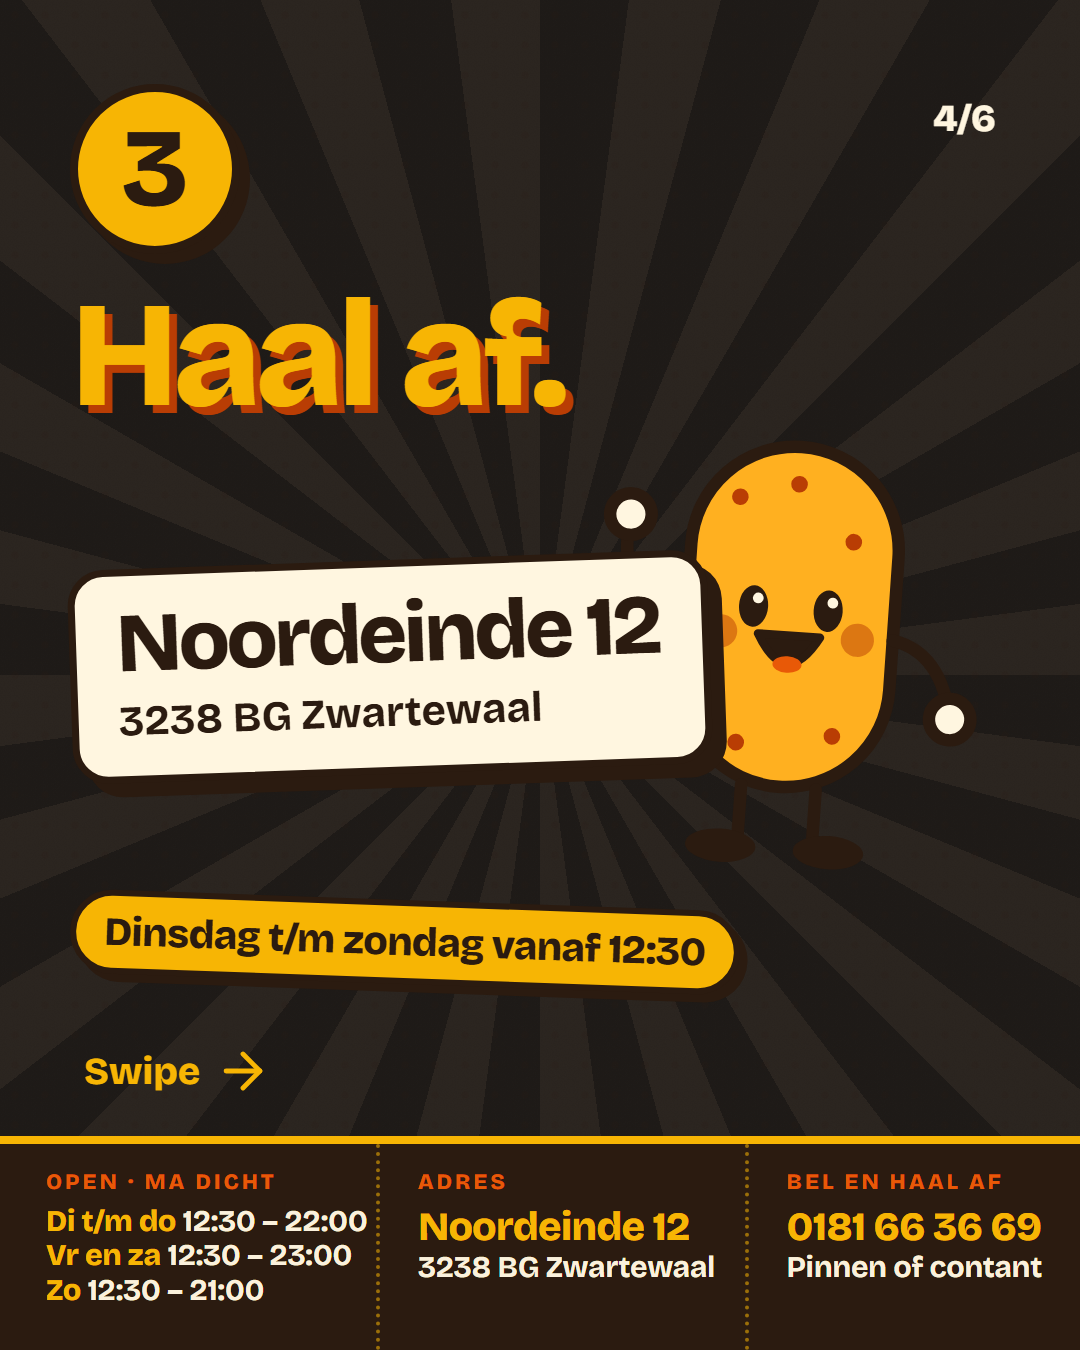 3
4/6
Haal af.
Noordeinde 12
3238 BG Zwartewaal
Dinsdag t/m zondag vanaf 12:30
Swipe →
OPEN · MA DICHT
Di t/m do 12:30 – 22:00
Vr en za 12:30 – 23:00
Zo 12:30 – 21:00
ADRES
Noordeinde 12
3238 BG Zwartewaal
BEL EN HAAL AF
0181 66 36 69
Pinnen of contant